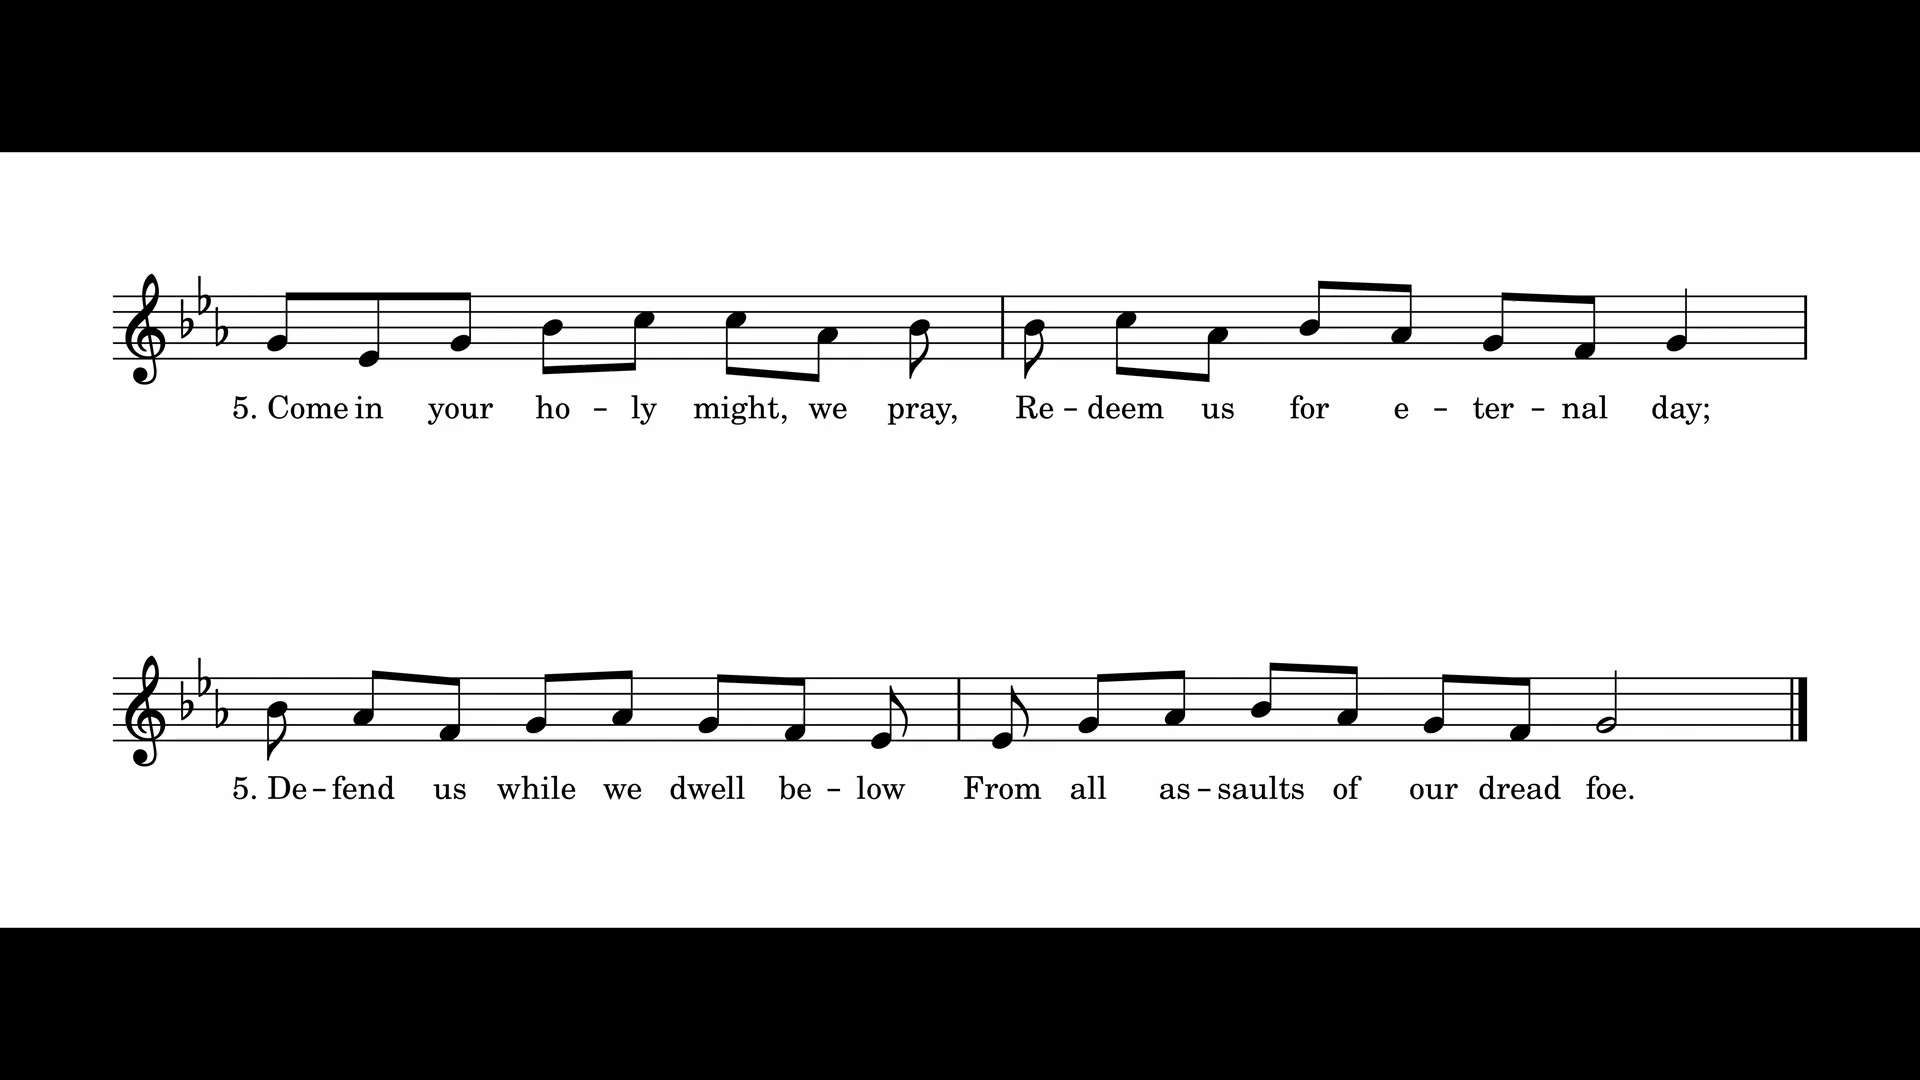 5. Come in your ho – ly might, we pray, Re – deem us for e – ter – nal day;
5. De – fend us while we dwell be – low From all as – saults of our dread foe.